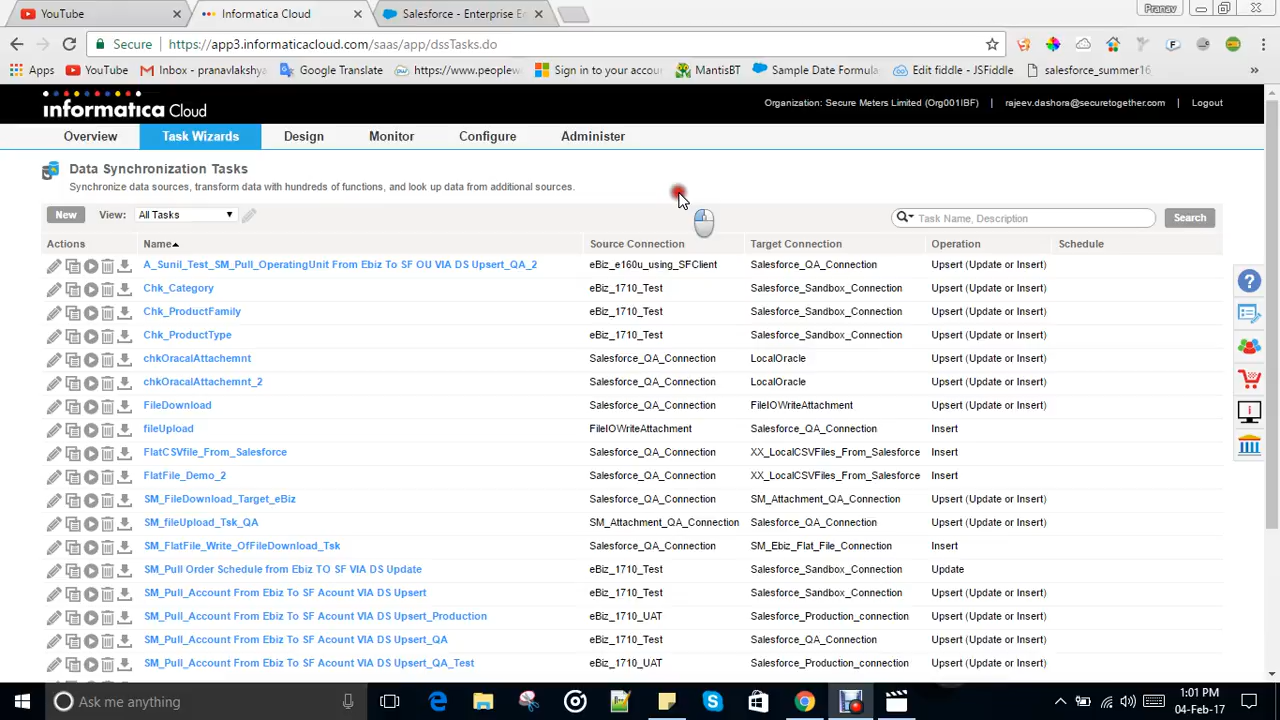 YouTube
Informatica Cloud
Salesforce - Enterprise E
Pranav
Secure
https://app3.informaticacloud.com/saas/app/dssTasks.do
Apps
YouTube
Inbox - pranavlakshya
Google Translate
https://www.peoplew
Sign in to your accou
MantisBT
Sample Date Formula
Edit fiddle - JSFiddle
salesforce_summer16
informatica Cloud
Organization: Secure Meters Limited (Org001IBF)
rajeev.dashora@securetogether.com
Logout
Overview
Task Wizards
Design
Monitor
Configure
Administer
Data Synchronization Tasks
Synchronize data sources, transform data with hundreds of functions, and look up data from additional sources.
New
View:
All Tasks
Task Name, Description
Search
Actions Name Source Connection Target Connection Operation Schedule
A_Sunil_Test_SM_Pull_OperatingUnit From Ebiz To SF OU VIA DS Upsert_QA_2 eBiz_e160u_using_SFClient Salesforce_QA_Connection Upsert (Update or Insert)
Chk_Category eBiz_1710_Test Salesforce_Sandbox_Connection Upsert (Update or Insert)
Chk_ProductFamily eBiz_1710_Test Salesforce_Sandbox_Connection Upsert (Update or Insert)
Chk_ProductType eBiz_1710_Test Salesforce_Sandbox_Connection Upsert (Update or Insert)
chkOracalAttachemnt Salesforce_QA_Connection LocalOracle Upsert (Update or Insert)
chkOracalAttachemnt_2 Salesforce_QA_Connection LocalOracle Upsert (Update or Insert)
FileDownload Salesforce_QA_Connection FileIOWriteAttachment Upsert (Update or Insert)
fileUpload FileIOWriteAttachment Salesforce_QA_Connection Insert
FlatCSVfile_From_Salesforce Salesforce_QA_Connection XX_LocalCSVFiles_From_Salesforce Insert
FlatFile_Demo_2 Salesforce_QA_Connection XX_LocalCSVFiles_From_Salesforce Insert
SM_FileDownload_Target_eBiz Salesforce_QA_Connection SM_Attachment_QA_Connection Upsert (Update or Insert)
SM_fileUpload_Tsk_QA SM_Attachment_QA_Connection Salesforce_QA_Connection Upsert (Update or Insert)
SM_FlatFile_Write_OfFileDownload_Tsk Salesforce_QA_Connection SM_Ebiz_Flat_File_Connection Insert
SM_Pull Order Schedule from Ebiz TO SF VIA DS Update eBiz_1710_Test Salesforce_Sandbox_Connection Update
SM_Pull_Account From Ebiz To SF Acount VIA DS Upsert eBiz_1710_Test Salesforce_Sandbox_Connection Upsert (Update or Insert)
SM_Pull_Account From Ebiz To SF Acount VIA DS Upsert_Production eBiz_1710_UAT Salesforce_Production_connection Upsert (Update or Insert)
SM_Pull_Account From Ebiz To SF Acount VIA DS Upsert_QA eBiz_1710_Test Salesforce_QA_Connection Upsert (Update or Insert)
SM_Pull_Account From Ebiz To SF Acount VIA DS Upsert_QA_Test eBiz_1710_UAT Salesforce_Production_connection Upsert (Update or Insert)
Ask me anything
1:01 PM
04-Feb-17